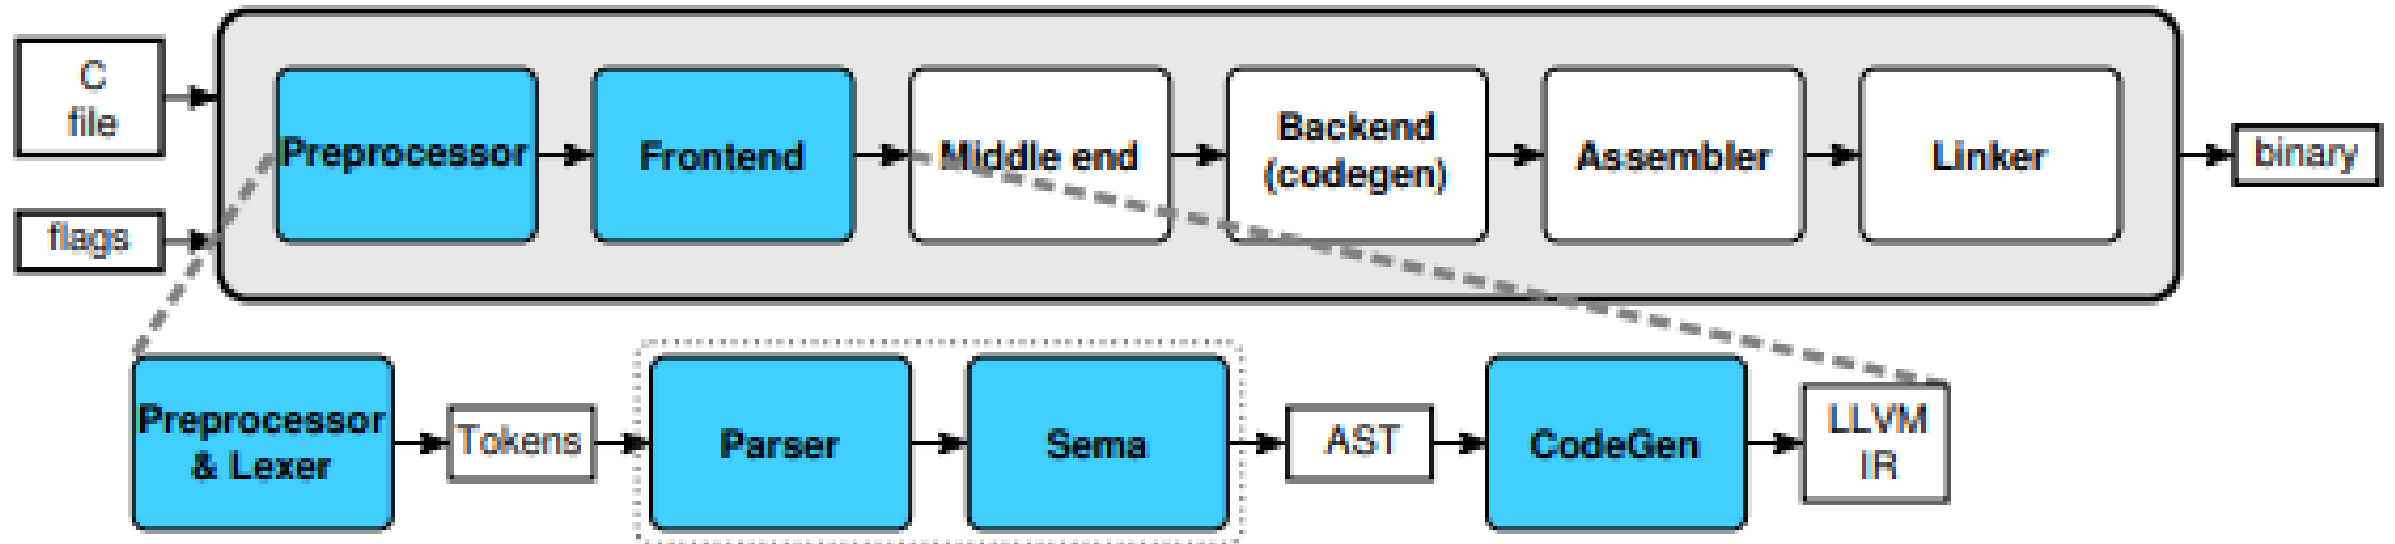 C
file
flags
Preprocessor
Frontend
Middle end
Backend
(codegen)
Assembler
Linker
binary
Preprocessor
& Lexer
Tokens
Parser
Sema
AST
CodeGen
LLVM
IR